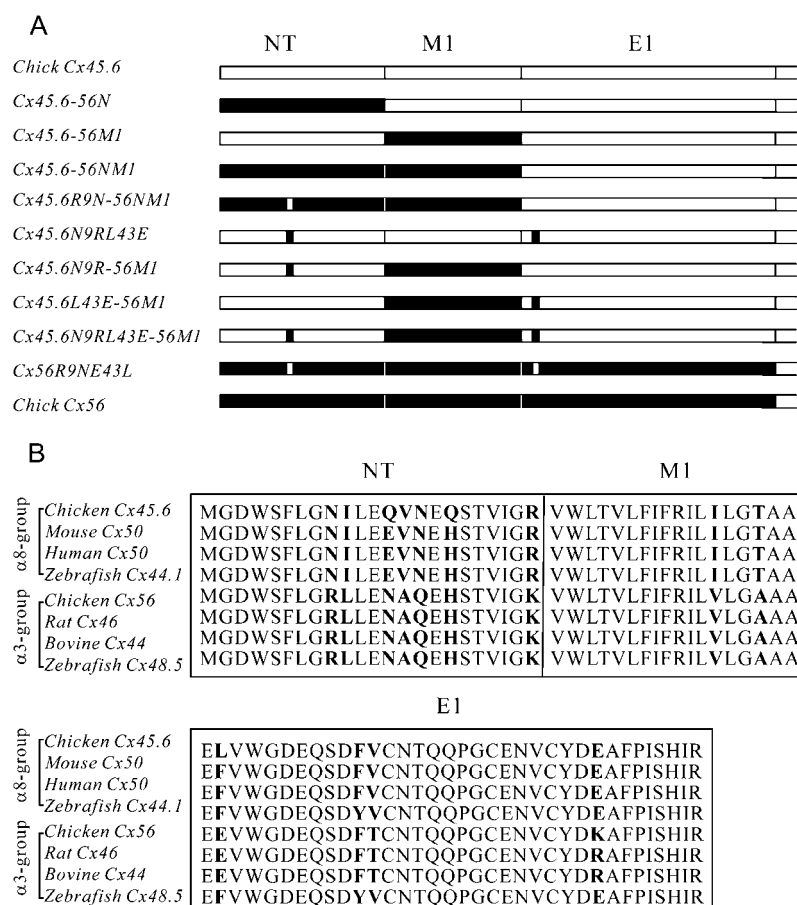 A
NT M1 E1
Chick Cx45.6
Cx45.6-56N
Cx45.6-56M1
Cx45.6-56NM1
Cx45.6R9N-56NM1
Cx45.6N9RL43E
Cx45.6N9R-56M1
Cx45.6L43E-56M1
Cx45.6N9RL43E-56M1
Cx56R9NE43L
Chick Cx56
B
NT M1
α8-group
Chicken Cx45.6 MGDWSFLGNILEQVNEQSTVIGR VWLTVLFIFRILILGTAA
Mouse Cx50 MGDWSFLGNILEEVNEHSTVIGR VWLTVLFIFRILILGTAA
Human Cx50 MGDWSFLGNILEEVNEHSTVIGR VWLTVLFIFRILILGTAA
Zebrafish Cx44.1 MGDWSFLGNILEEVNEHSTVIGR VWLTVLFIFRILILGTAA
α3-group
Chicken Cx56 MGDWSFLGRLLENAQEHSTVIGK VWLTVLFIFRILVLGAAA
Rat Cx46 MGDWSFLGRLLENAQEHSTVIGK VWLTVLFIFRILVLGAAA
Bovine Cx44 MGDWSFLGRLLENAQEHSTVIGK VWLTVLFIFRILVLGAAA
Zebrafish Cx48.5 MGDWSFLGRLLENAQEHSTVIGK VWLTVLFIFRILVLGAAA
E1
α8-group
Chicken Cx45.6 ELVWGDEQSDFVCNTQQPGCENVCYDEAFPISHIR
Mouse Cx50 EFVWGDEQSDFVCNTQQPGCENVCYDEAFPISHIR
Human Cx50 EFVWGDEQSDFVCNTQQPGCENVCYDEAFPISHIR
Zebrafish Cx44.1 EFVWGDEQSDYVCNTQQPGCENVCYDEAFPISHIR
α3-group
Chicken Cx56 EEVWGDEQSDFTCNTQQPGCENVCYDKAFPISHIR
Rat Cx46 EEVWGDEQSDFTCNTQQPGCENVCYDRAFPISHIR
Bovine Cx44 EEVWGDEQSDFTCNTQQPGCENVCYDRAFPISHIR
Zebrafish Cx48.5 EFVWGDEQSDYVCNTQQPGCENVCYDEAFPISHIR